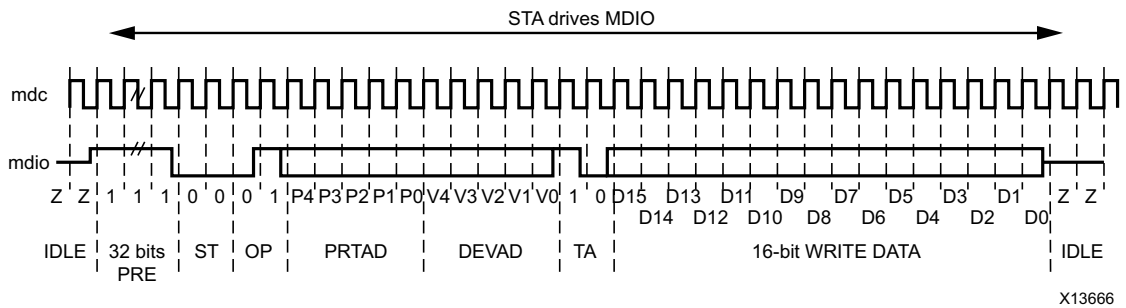 STA drives MDIO
mdc
mdio
Z Z 1 1 1 0 0 0 1 P4 P3 P2 P1 P0 V4 V3 V2 V1 V0 1 0 D15 D13 D11 D9 D7 D5 D3 D1 Z Z
D14 D12 D10 D8 D6 D4 D2 D0
IDLE 32 bits ST OP PRTAD DEVAD TA 16-bit WRITE DATA IDLE
PRE
X13666